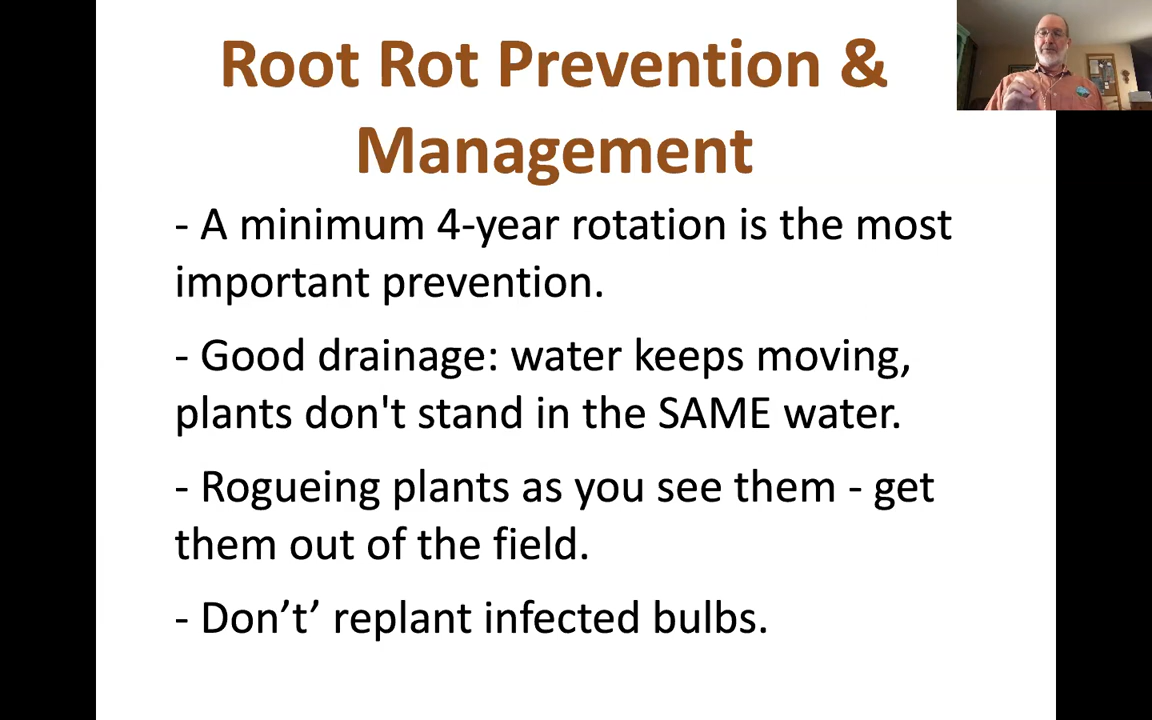 Root Rot Prevention &
Management
- A minimum 4-year rotation is the most
important prevention.
- Good drainage: water keeps moving,
plants don't stand in the SAME water.
- Rogueing plants as you see them - get
them out of the field.
- Don’t’ replant infected bulbs.